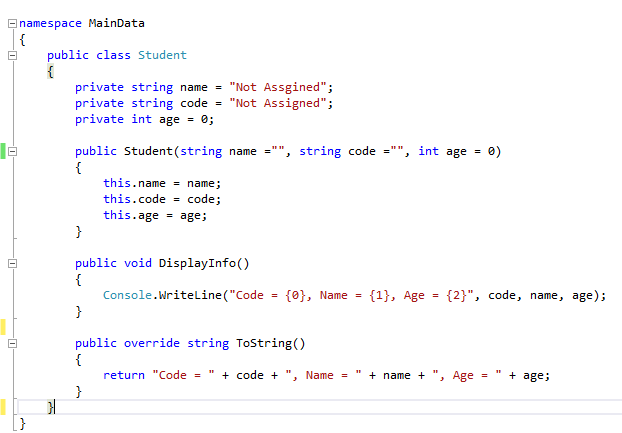 namespace MainData
{
public class Student
{
private string name = "Not Assgined";
private string code = "Not Assigned";
private int age = 0;
public Student(string name ="", string code ="", int age = 0)
{
this.name = name;
this.code = code;
this.age = age;
}
public void DisplayInfo()
{
Console.WriteLine("Code = {0}, Name = {1}, Age = {2}", code, name, age);
}
public override string ToString()
{
return "Code = " + code + ", Name = " + name + ", Age = " + age;
}
}
}